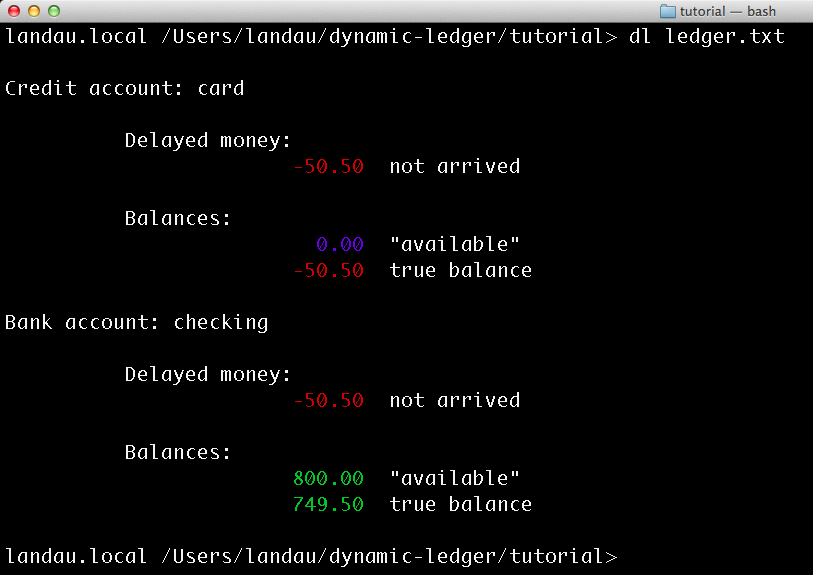 tutorial — bash
landau.local /Users/landau/dynamic-ledger/tutorial> dl ledger.txt
Credit account: card
Delayed money:
-50.50 not arrived
Balances:
0.00 "available"
-50.50 true balance
Bank account: checking
Delayed money:
-50.50 not arrived
Balances:
800.00 "available"
749.50 true balance
landau.local /Users/landau/dynamic-ledger/tutorial>